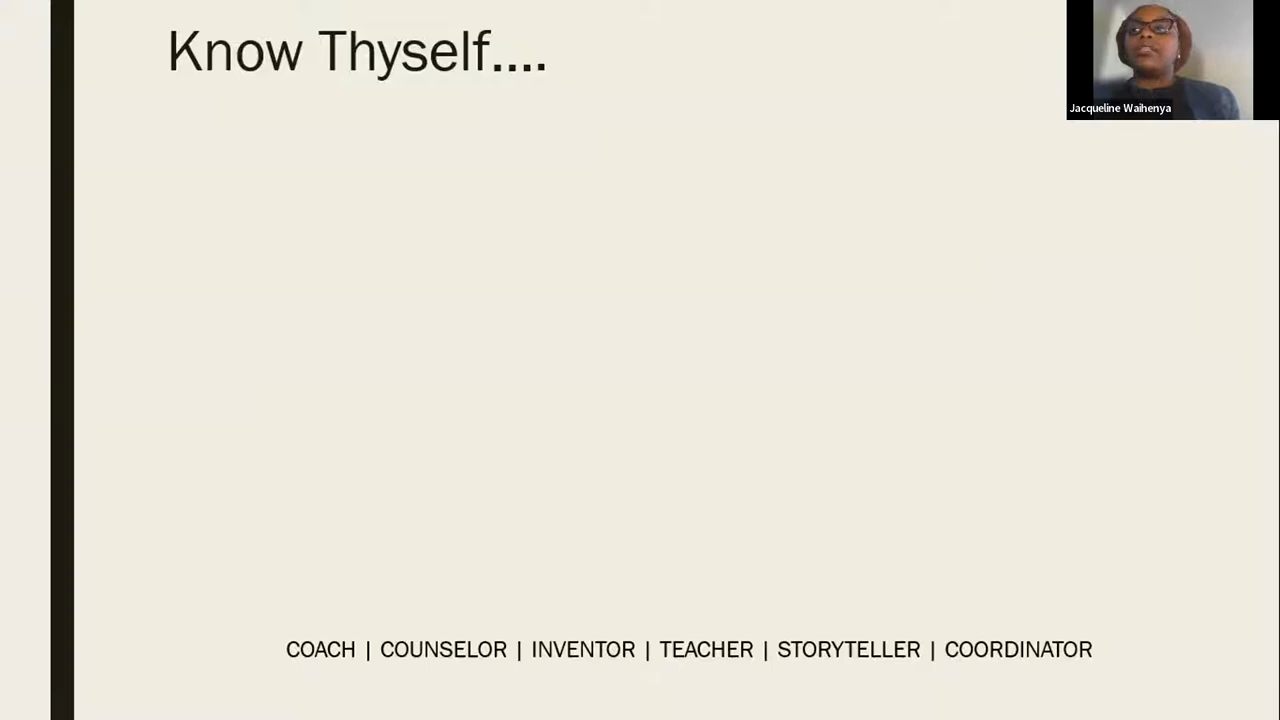 Know Thyself....
Jacqueline Waihenya
COACH | COUNSELOR | INVENTOR | TEACHER | STORYTELLER | COORDINATOR